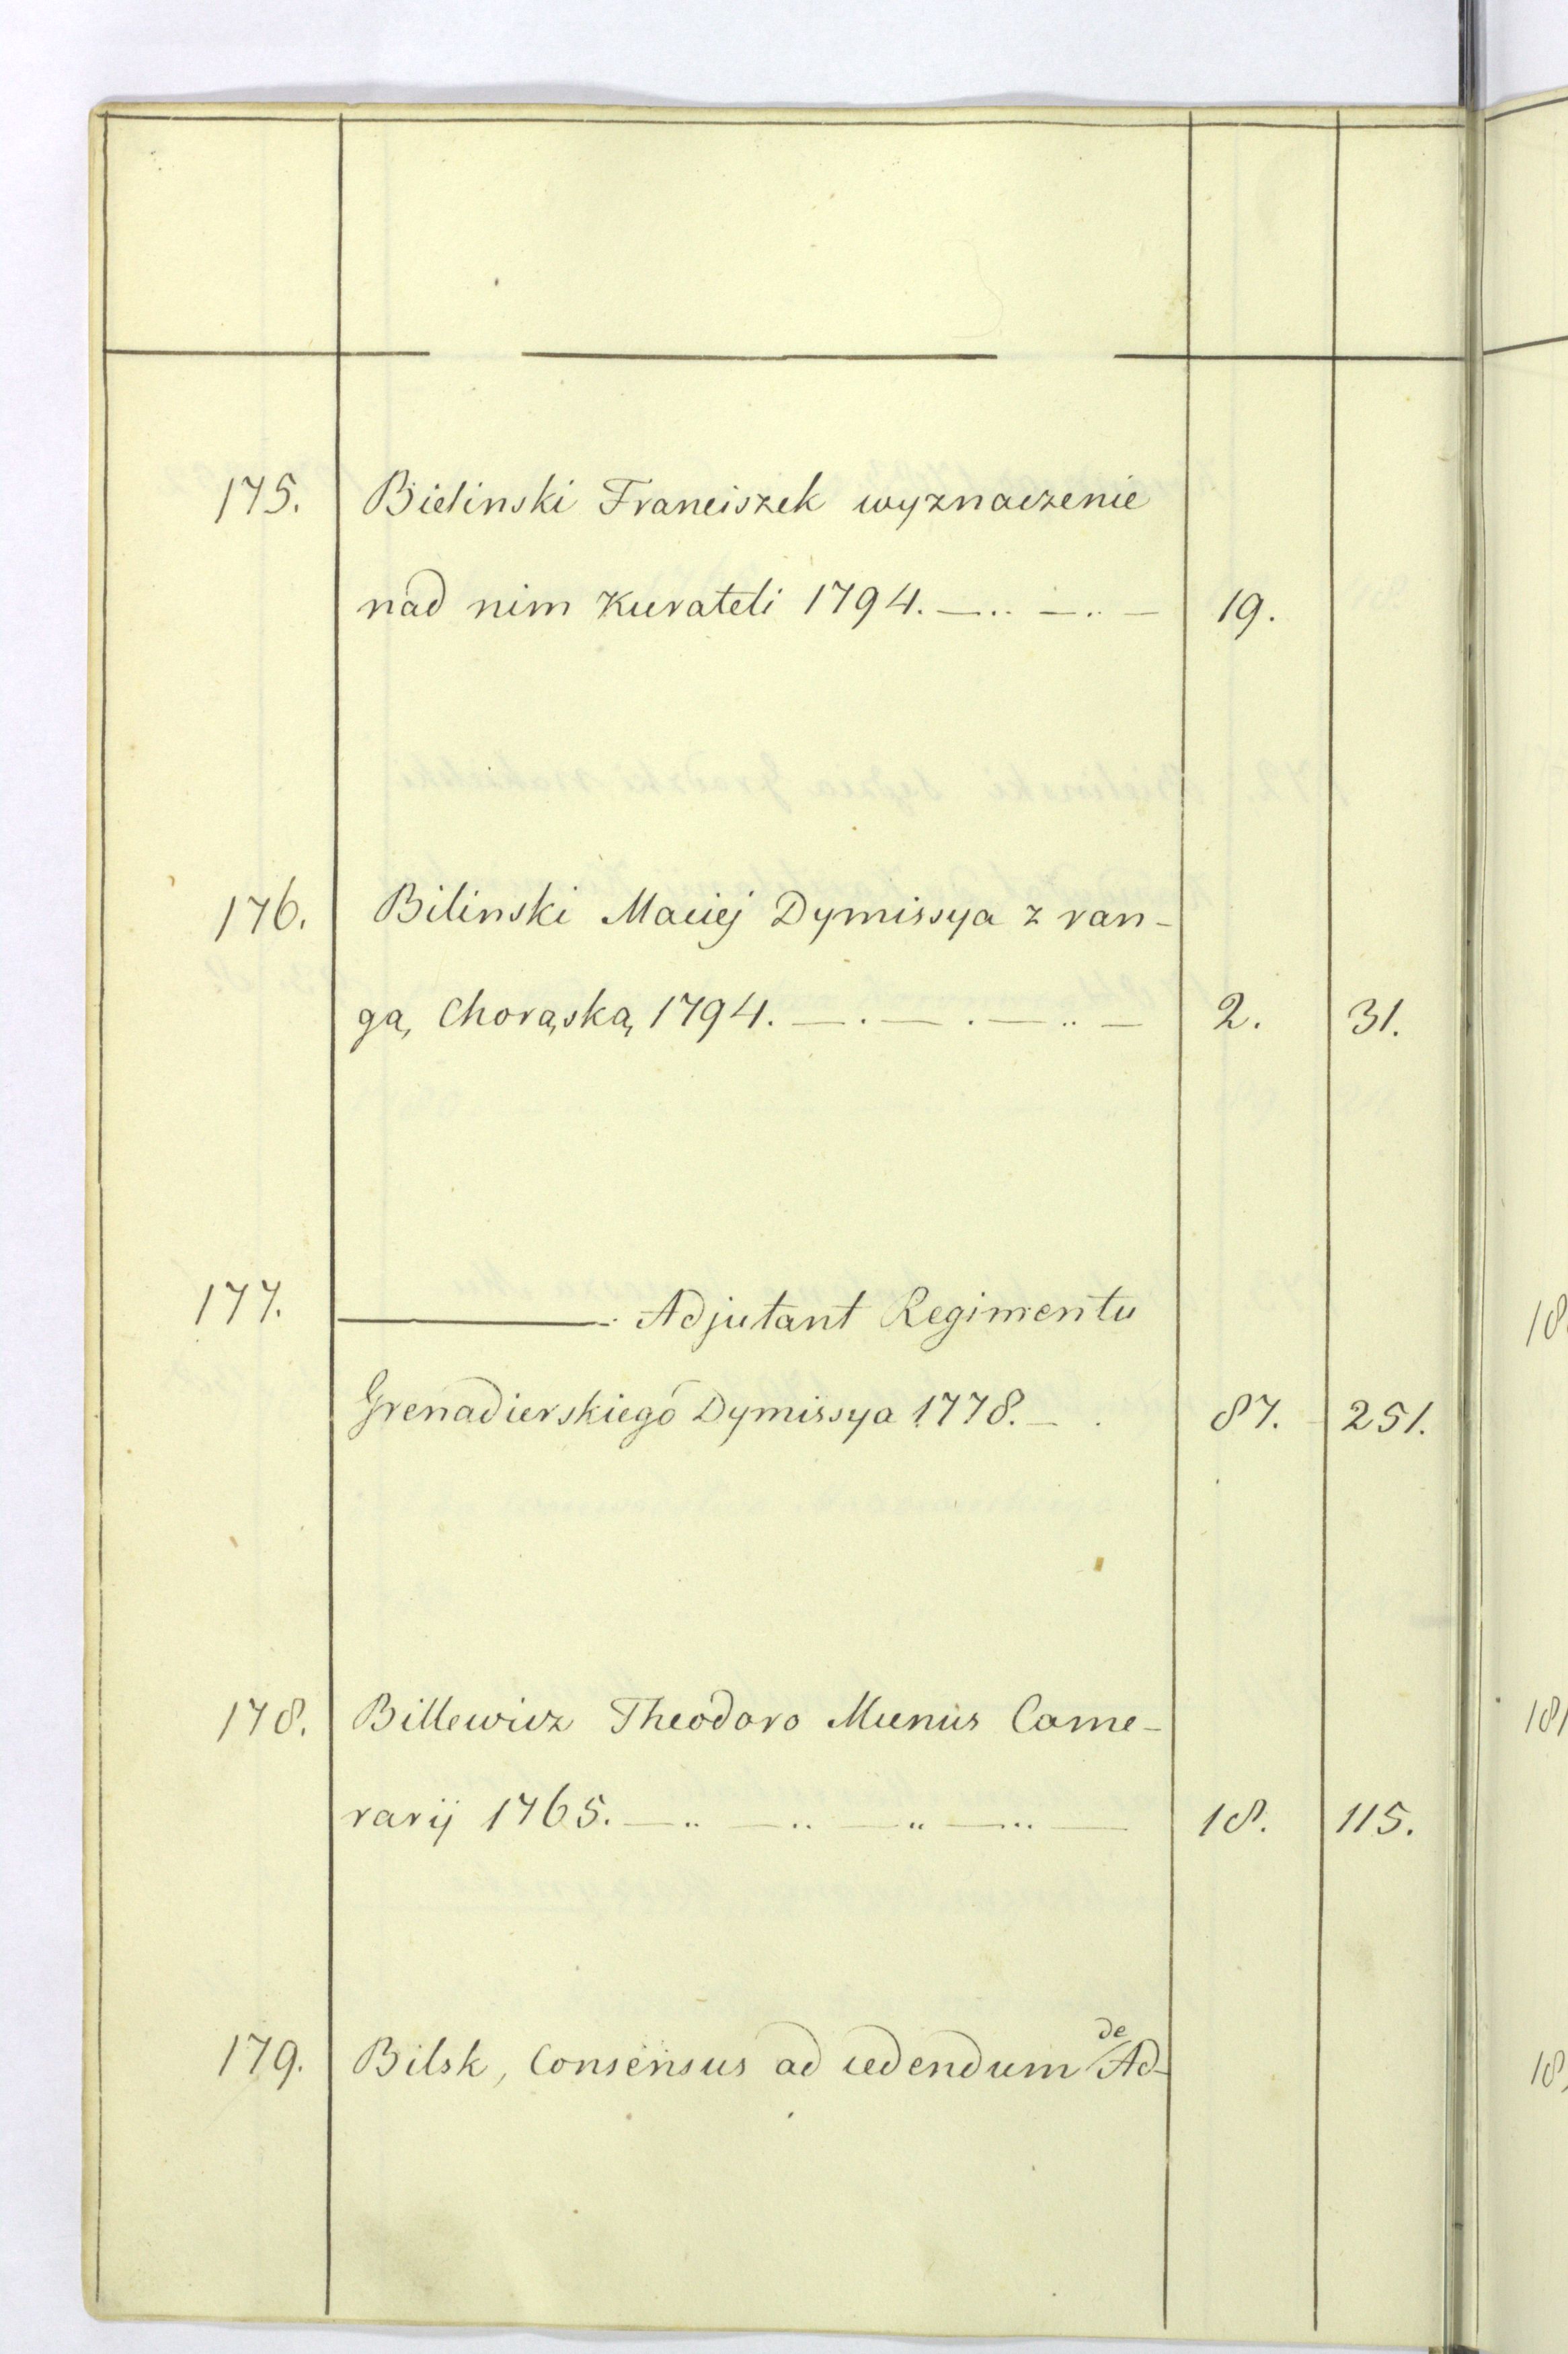 175. Bielinski Franciszek wyznaczenie
nad nim Kurateli 1794. 19.
176. Bilinski Maciej Dymissya z ran-
gą Chorąską 1794. 2. 31.
177. Adjutant Regimentu
Grenadierskiego Dymissya 1778. 87. 251.
178. Billewicz Theodoro Munus Came-
rarij 1765. 18. 115.
179. Bilsk, Consensus ad cedendum de Ad-